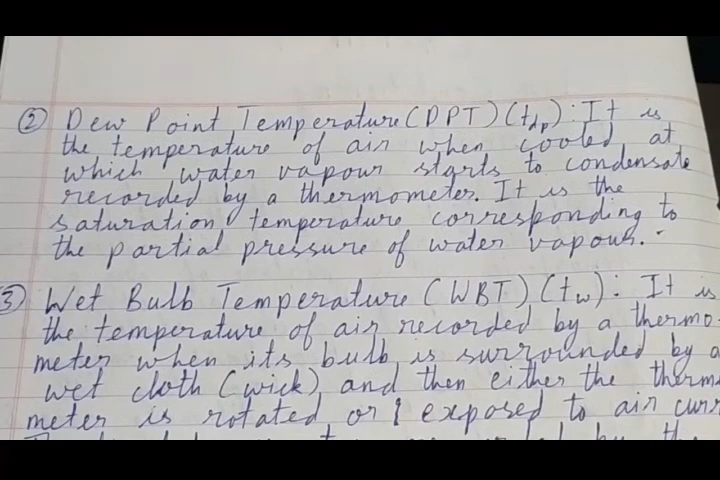 ② Dew Point Temperature (DPT) (tdp): It is
the temperature of air when cooled at
which water vapour starts to condensate
recorded by a thermometer. It is the
saturation temperature corresponding to
the partial pressure of water vapour.
③ Wet Bulb Temperature (WBT) (tw): It is
the temperature of air recorded by a thermo-
meter when its bulb is surrounded by a
wet cloth (wick) and then either the thermo
meter is rotated or exposed to air curr